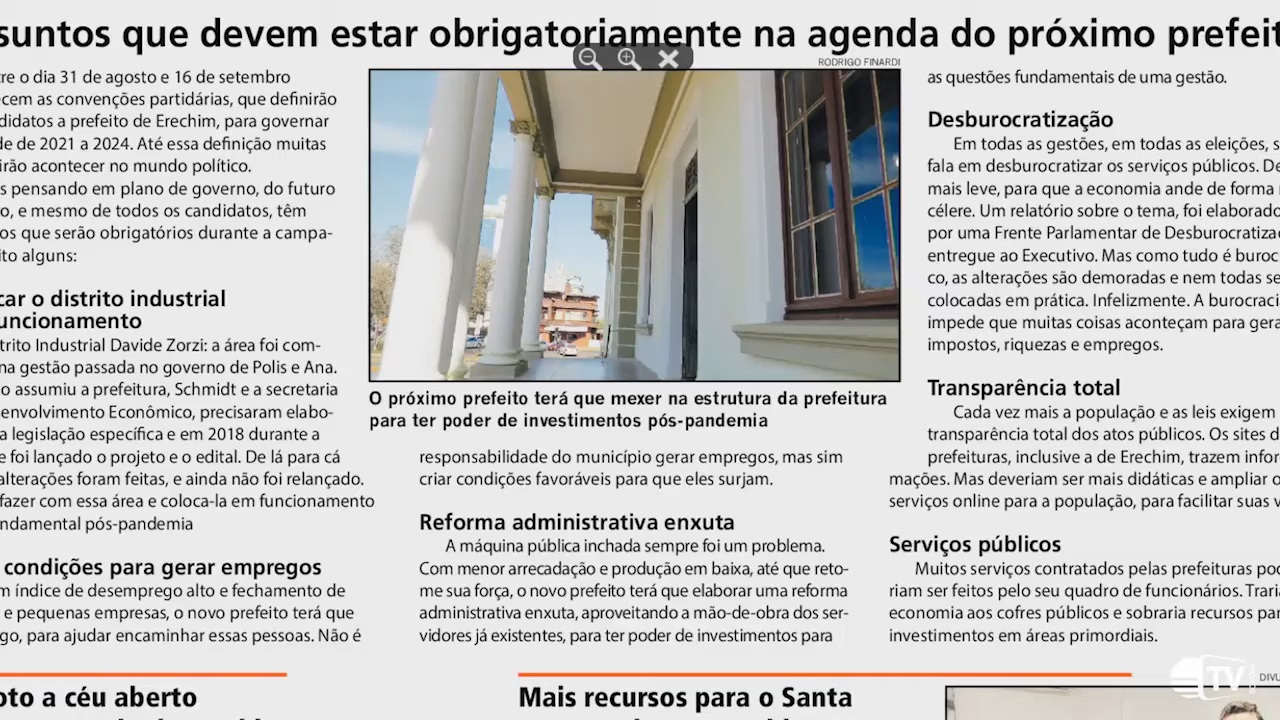 suntos que devem estar obrigatoriamente na agenda do próximo prefeit
re o dia 31 de agosto e 16 de setembro
ecem as convenções partidárias, que definirão
didatos a prefeito de Erechim, para governar
de de 2021 a 2024. Até essa definição muitas
irão acontecer no mundo político.
s pensando em plano de governo, do futuro
o, e mesmo de todos os candidatos, têm
os que serão obrigatórios durante a campa-
ito alguns:
car o distrito industrial
uncionamento
trito Industrial Davide Zorzi: a área foi com-
na gestão passada no governo de Polis e Ana.
o assumiu a prefeitura, Schmidt e a secretaria
envolvimento Econômico, precisaram elabo-
a legislação específica e em 2018 durante a
e foi lançado o projeto e o edital. De lá para cá
alterações foram feitas, e ainda não foi relançado.
fazer com essa área e coloca-la em funcionamento
ndamental pós-pandemia
condições para gerar empregos
m índice de desemprego alto e fechamento de
e pequenas empresas, o novo prefeito terá que
go, para ajudar encaminhar essas pessoas. Não é
RODRIGO FINARDI
O próximo prefeito terá que mexer na estrutura da prefeitura
para ter poder de investimentos pós-pandemia
responsabilidade do município gerar empregos, mas sim
criar condições favoráveis para que eles surjam.
Reforma administrativa enxuta
A máquina pública inchada sempre foi um problema.
Com menor arrecadação e produção em baixa, até que reto-
me sua força, o novo prefeito terá que elaborar uma reforma
administrativa enxuta, aproveitando a mão-de-obra dos ser-
vidores já existentes, para ter poder de investimentos para
as questões fundamentais de uma gestão.
Desburocratização
Em todas as gestões, em todas as eleições, s
fala em desburocratizar os serviços públicos. De
mais leve, para que a economia ande de forma
célere. Um relatório sobre o tema, foi elaborado
por uma Frente Parlamentar de Desburocratiza
entregue ao Executivo. Mas como tudo é buroc
co, as alterações são demoradas e nem todas se
colocadas em prática. Infelizmente. A burocraci
impede que muitas coisas aconteçam para gera
impostos, riquezas e empregos.
Transparência total
Cada vez mais a população e as leis exigem
transparência total dos atos públicos. Os sites d
prefeituras, inclusive a de Erechim, trazem infor
mações. Mas deveriam ser mais didáticas e ampliar o
serviços online para a população, para facilitar suas v
Serviços públicos
Muitos serviços contratados pelas prefeituras pod
riam ser feitos pelo seu quadro de funcionários. Traria
economia aos cofres públicos e sobraria recursos par
investimentos em áreas primordiais.
oto a céu aberto
Mais recursos para o Santa
TV
DIVU